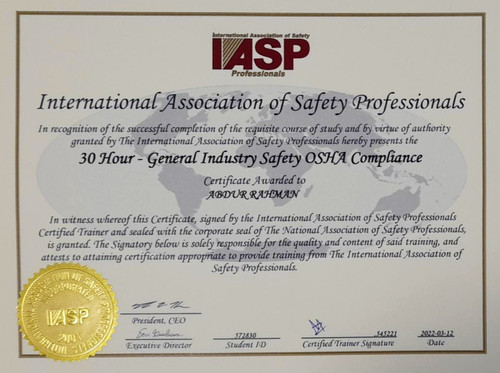 International Association of Safety
IASP
Professionals
International Association of Safety Professionals
In recognition of the successful completion of the requisite course of study and by virtue of authority
granted by The International Association of Safety Professionals hereby presents the
30 Hour - General Industry Safety OSHA Compliance
Certificate Awarded to
ABDUR RAHMAN
In witness whereof this Certificate, signed by the International Association of Safety Professionals
Certified Trainer and sealed with the corporate seal of The National Association of Safety Professionals,
is granted. The Signatory below is solely responsible for the quality and content of said training, and
attests to attaining certification appropriate to provide training from The International Association of
Safety Professionals.
President, CEO
572830
.545221
2022-03-12
Executive Director
Student I·D
Certified Trainer Signature
Date
IASP